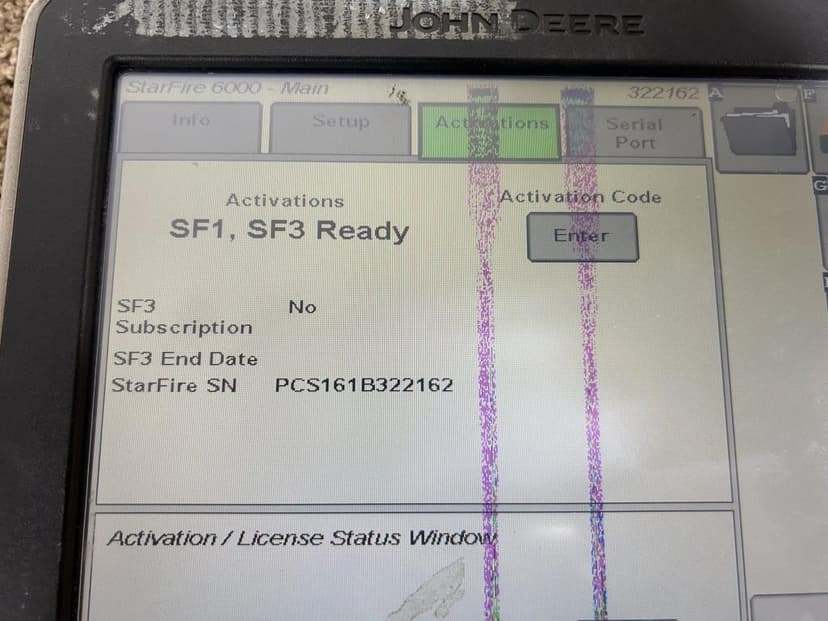 JOHN DEERE
StarFire 6000 - Main 322162
A
F
Info
Setup
Activations
Serial
Port
G
Activations
SF1, SF3 Ready
Activation Code
Enter
SF3
Subscription
No
SF3 End Date
StarFire SN PCS161B322162
Activation / License Status Window